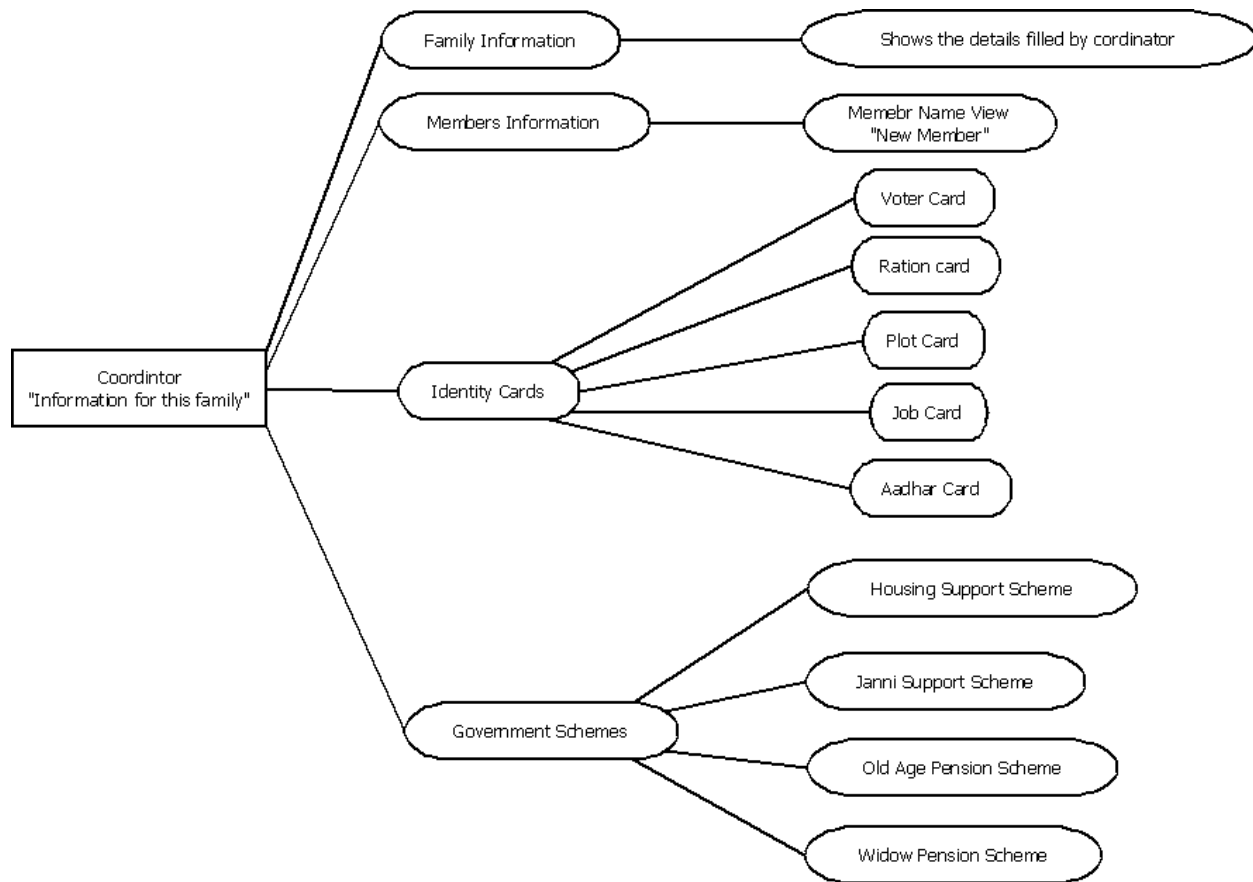 Family Information
Shows the details filled by cordinator
Members Information
Memebr Name View
"New Member"
Voter Card
Ration card
Plot Card
Coordintor
"Information for this family"
Identity Cards
Job Card
Aadhar Card
Housing Support Scheme
Janni Support Scheme
Government Schemes
Old Age Pension Scheme
Widow Pension Scheme